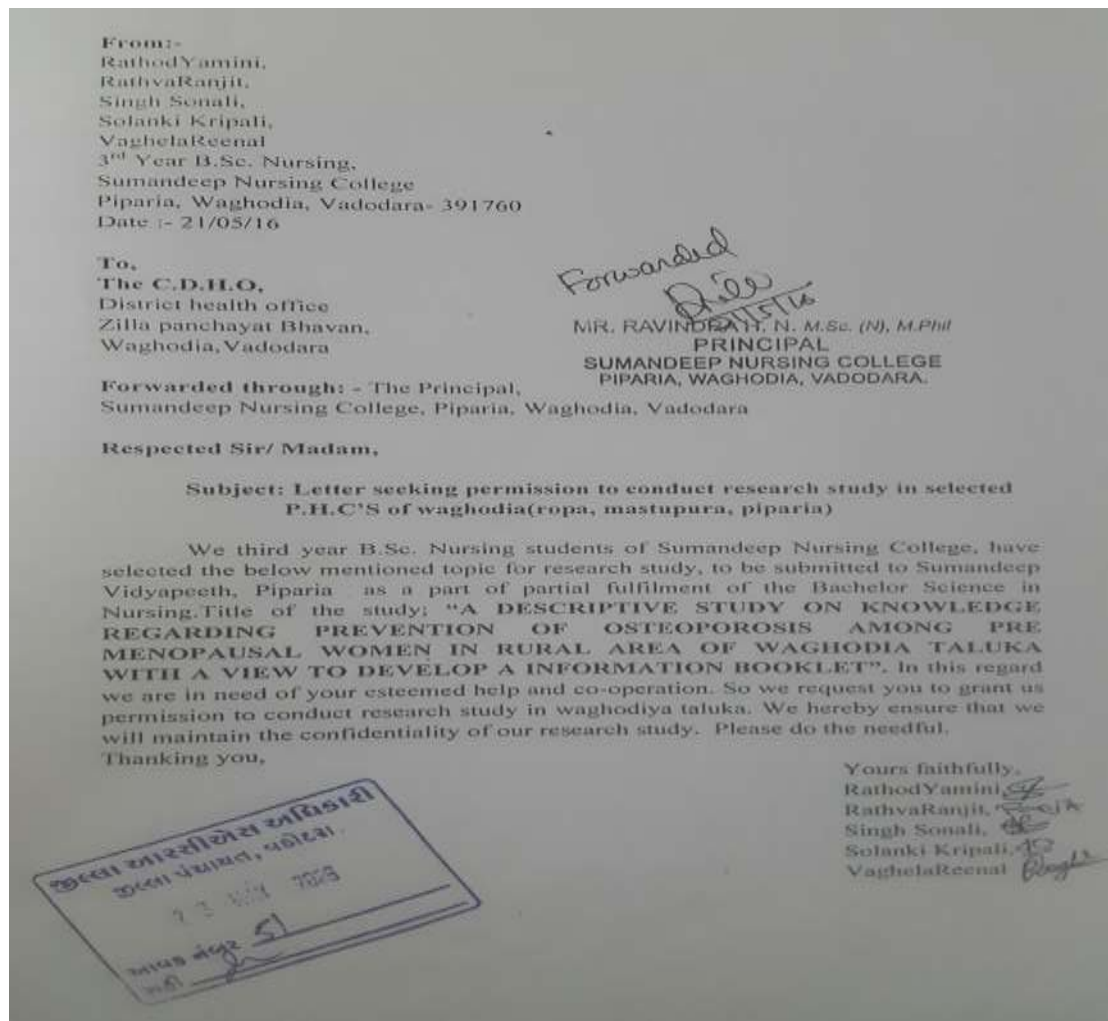 From:-
RathodYamini,
RathvaRanjit,
Singh Sonali,
Solanki Kripali,
VaghelaReenal
3rd Year B.Sc. Nursing,
Sumandeep Nursing College
Piparia, Waghodia, Vadodara- 391760
Date :- 21/05/16
To,
The C.D.H.O,
District health office
Zilla panchayat Bhavan,
Waghodia,Vadodara
Forwarded
MR. RAVINDRA H. N. M.Sc. (N), M.Phil
PRINCIPAL
SUMANDEEP NURSING COLLEGE
PIPARIA, WAGHODIA, VADODARA.
Forwarded through: - The Principal,
Sumandeep Nursing College, Piparia, Waghodia, Vadodara
Respected Sir/ Madam,
Subject: Letter seeking permission to conduct research study in selected
P.H.C'S of waghodia(ropa, mastupura, piparia)
We third year B.Sc. Nursing students of Sumandeep Nursing College, have
selected the below mentioned topic for research study, to be submitted to Sumandeep
Vidyapeeth, Piparia as a part of partial fulfilment of the Bachelor Science in
Nursing.Title of the study; "A DESCRIPTIVE STUDY ON KNOWLEDGE
REGARDING PREVENTION OF OSTEOPOROSIS AMONG PRE
MENOPAUSAL WOMEN IN RURAL AREA OF WAGHODIA TALUKA
WITH A VIEW TO DEVELOP A INFORMATION BOOKLET". In this regard
we are in need of your esteemed help and co-operation. So we request you to grant us
permission to conduct research study in waghodiya taluka. We hereby ensure that we
will maintain the confidentiality of our research study. Please do the needful.
Thanking you,
Yours faithfully,
RathodYamini,
RathvaRanjit,
Singh Sonali,
Solanki Kripali,
VaghelaReenal
જીલ્લા આરસીએસ અધિકારી
જીલ્લા પંચાયત, વડોદરા
આવક નંબર
સહી